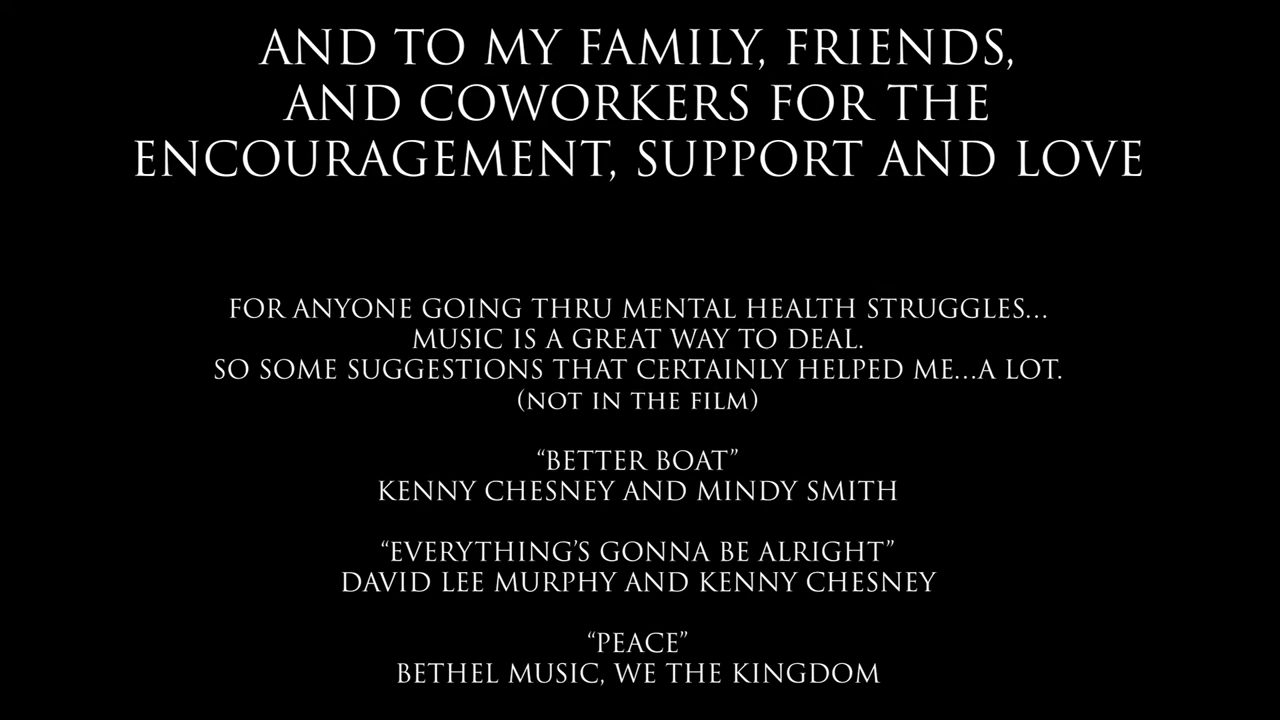 AND TO MY FAMILY, FRIENDS,
AND COWORKERS FOR THE
ENCOURAGEMENT, SUPPORT AND LOVE
FOR ANYONE GOING THRU MENTAL HEALTH STRUGGLES...
MUSIC IS A GREAT WAY TO DEAL.
SO SOME SUGGESTIONS THAT CERTAINLY HELPED ME...A LOT.
(NOT IN THE FILM)
“BETTER BOAT”
KENNY CHESNEY AND MINDY SMITH
“EVERYTHING’S GONNA BE ALRIGHT”
DAVID LEE MURPHY AND KENNY CHESNEY
“PEACE”
BETHEL MUSIC, WE THE KINGDOM